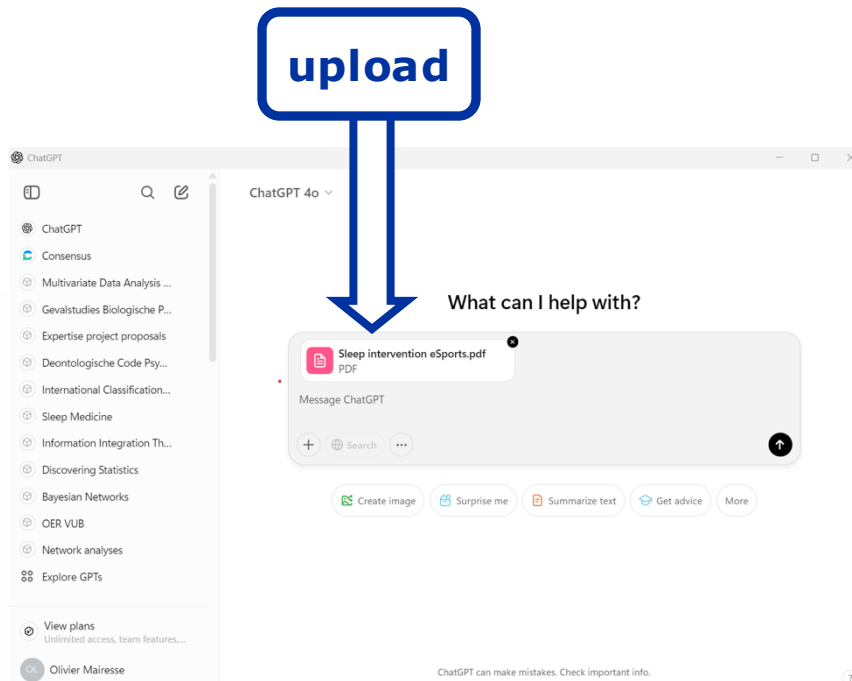 upload
ChatGPT
ChatGPT 4o
ChatGPT
Consensus
Multivariate Data Analysis ...
Gevalstudies Biologische P...
Expertise project proposals
Deontologische Code Psy...
International Classification...
Sleep Medicine
Information Integration Th...
Discovering Statistics
Bayesian Networks
OER VUB
Network analyses
Explore GPTs
View plans
Unlimited access, team features,...
OL
Olivier Mairesse
What can I help with?
Sleep intervention eSports.pdf
PDF
Message ChatGPT
Search
Create image
Surprise me
Summarize text
Get advice
More
ChatGPT can make mistakes. Check important info.
?